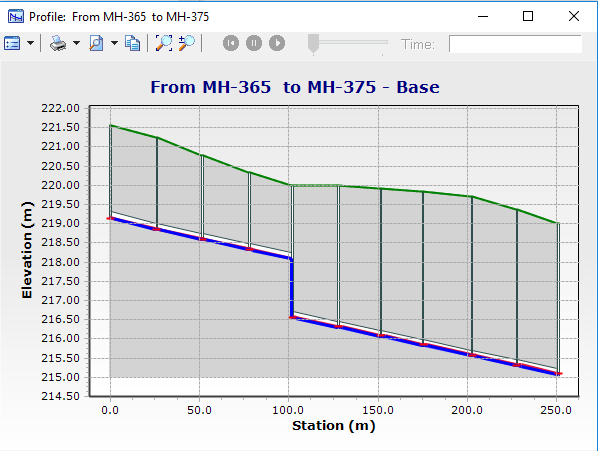 Profile: From MH-365 to MH-375
Time:
From MH-365 to MH-375 - Base
222.00
221.50
221.00
220.50
220.00
219.50
219.00
218.50
218.00
217.50
217.00
216.50
216.00
215.50
215.00
214.50
Elevation (m)
0.0 50.0 100.0 150.0 200.0 250.0
Station (m)